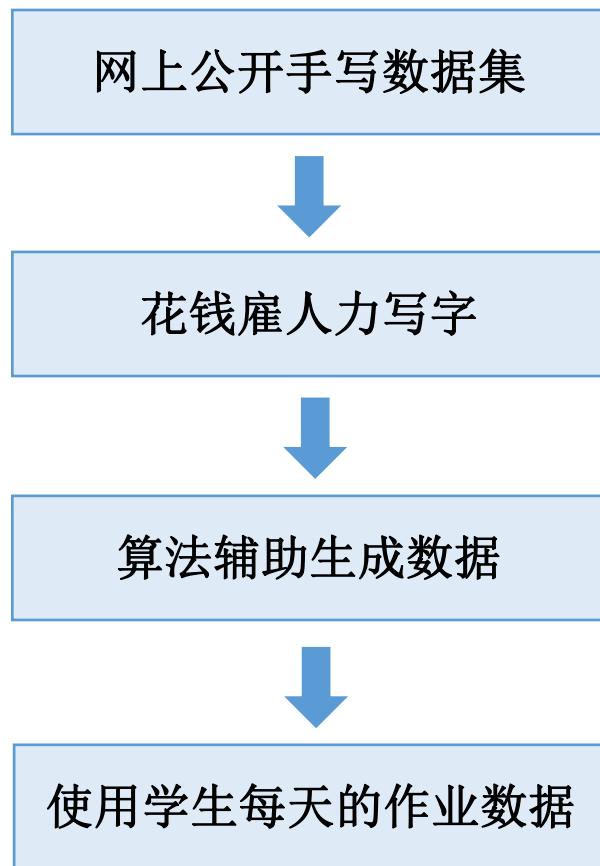 网上公开手写数据集
花钱雇人力写字
算法辅助生成数据
使用学生每天的作业数据